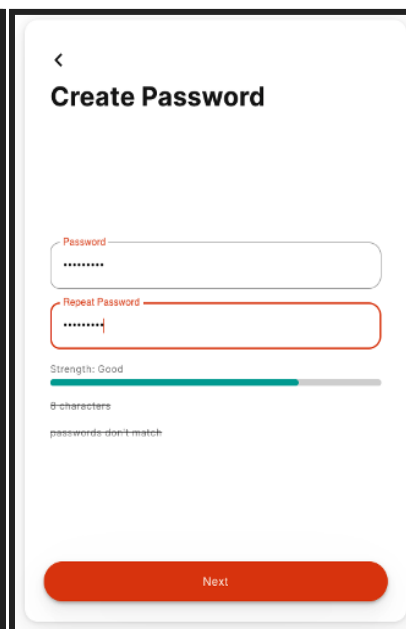 Create Password
Password
•••••••••
Repeat Password
•••••••••
Strength: Good
8 characters
passwords don't match
Next